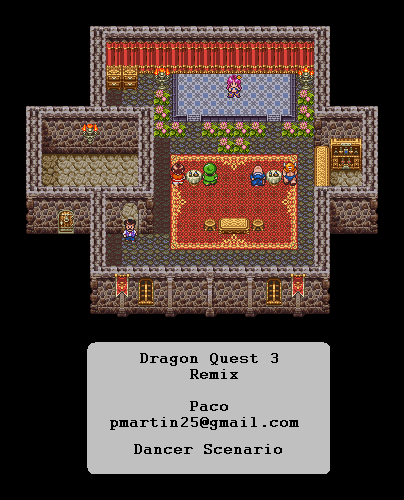 Dragon Quest 3
Remix
Paco
pmartin25@gmail.com
Dancer Scenario